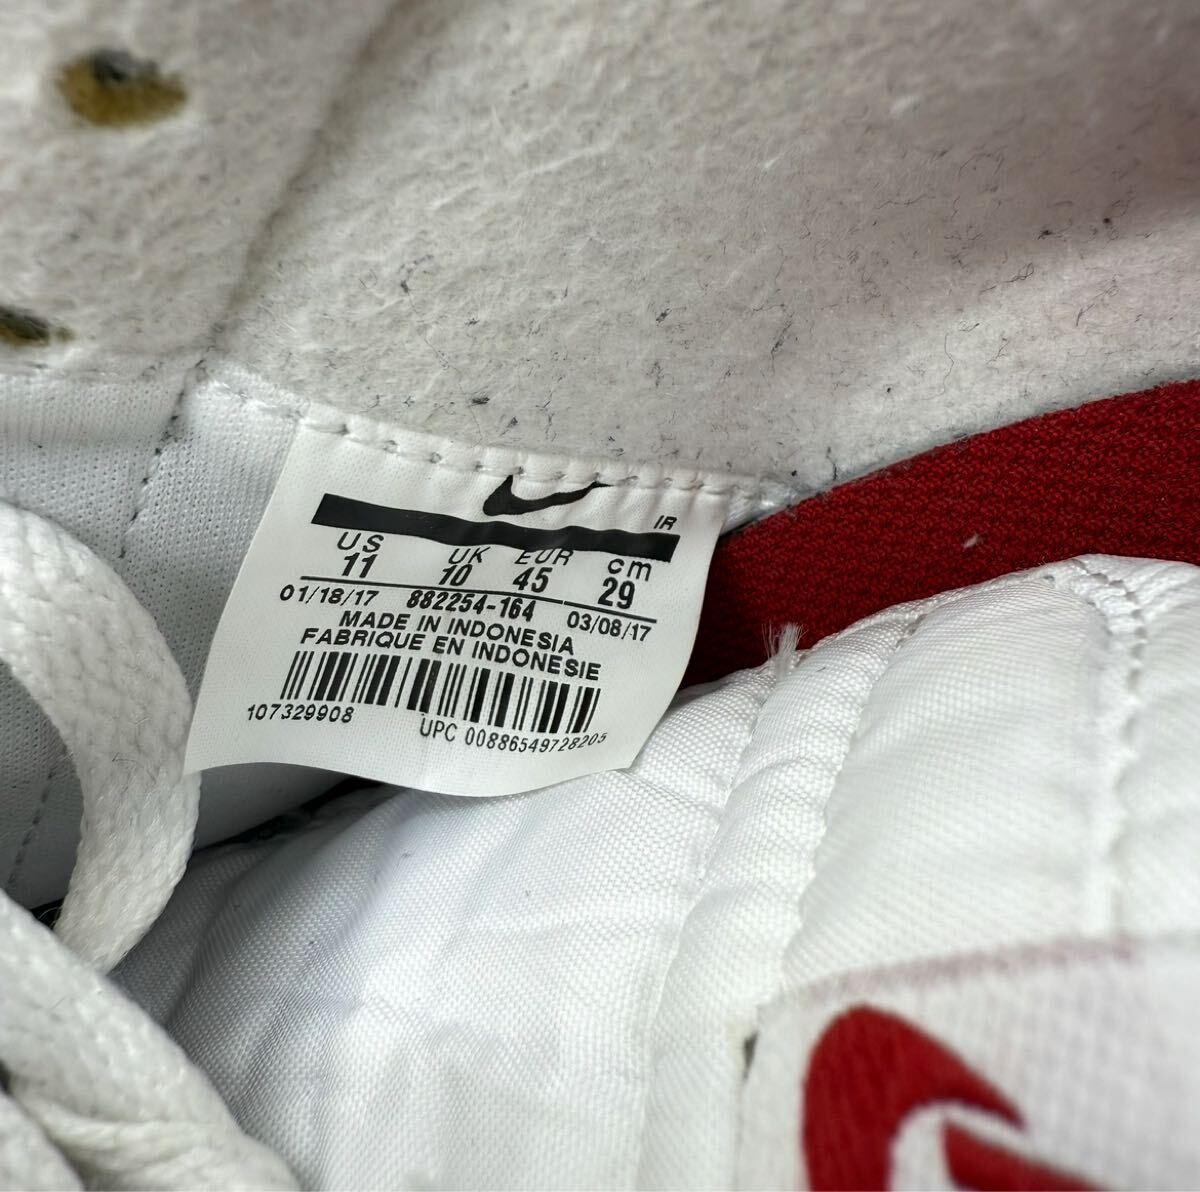 IR
US UK EUR cm
11 10 45 29
01/18/17 882254-164 03/08/17
MADE IN INDONESIA
FABRIQUE EN INDONESIE
107329908 UPC 00886549728205